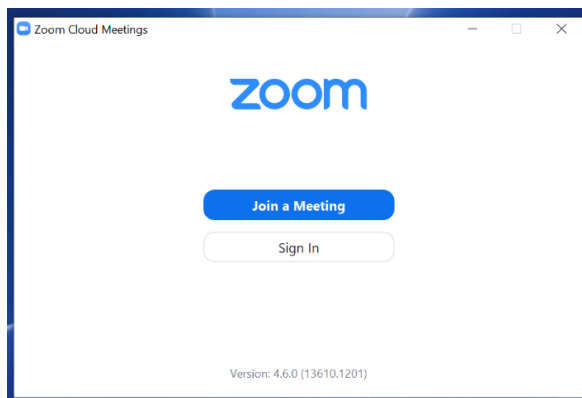 Zoom Cloud Meetings
zoom
Join a Meeting
Sign In
Version: 4.6.0 (13610.1201)